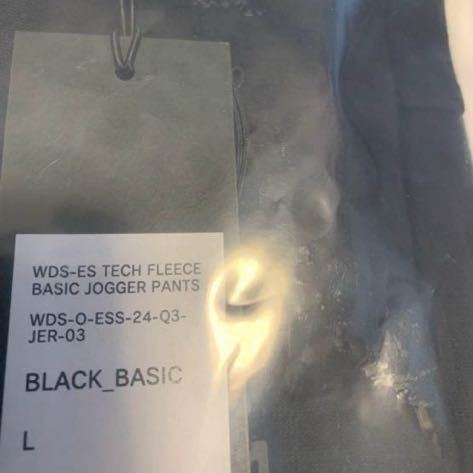 WDS-ES TECH FLEECE
BASIC JOGGER PANTS
WDS-O-ESS-24-Q3-
JER-03
BLACK_BASIC
L